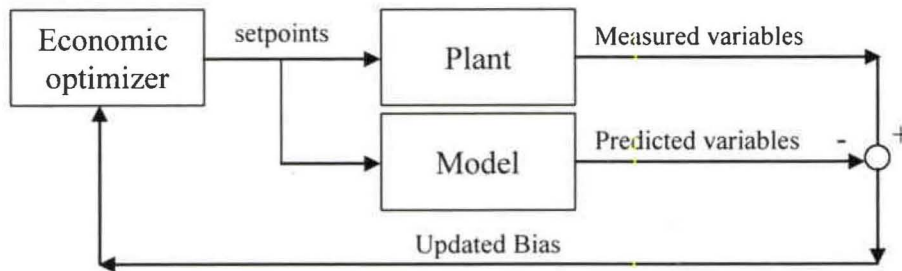 Economic
optimizer
setpoints
Plant
Measured variables
Model
Predicted variables
-
+
Updated Bias